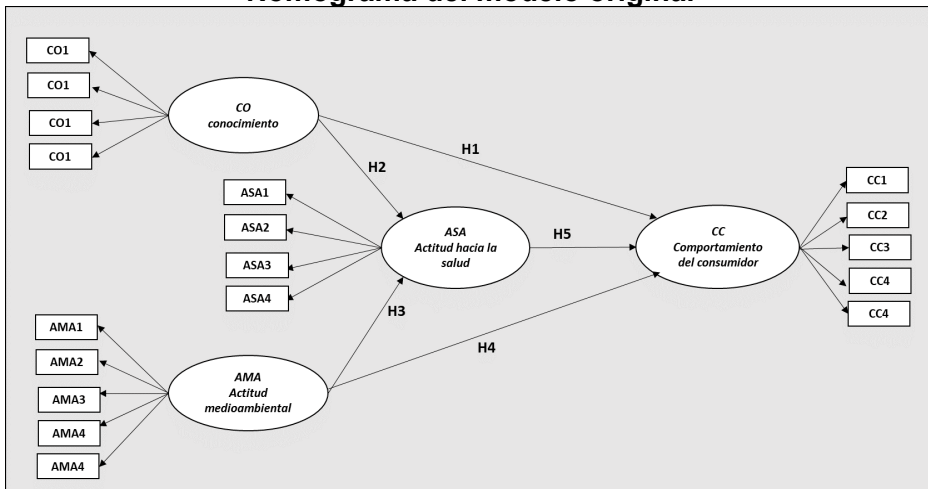 Nomograma del modelo original
CO1
CO1
CO1
CO1
CO
conocimiento
H1
H2
ASA1
ASA2
ASA3
ASA4
ASA
Actitud hacia la
salud
H5
CC
Comportamiento
del consumidor
CC1
CC2
CC3
CC4
CC4
H3
H4
AMA1
AMA2
AMA3
AMA4
AMA4
AMA
Actitud
medioambiental